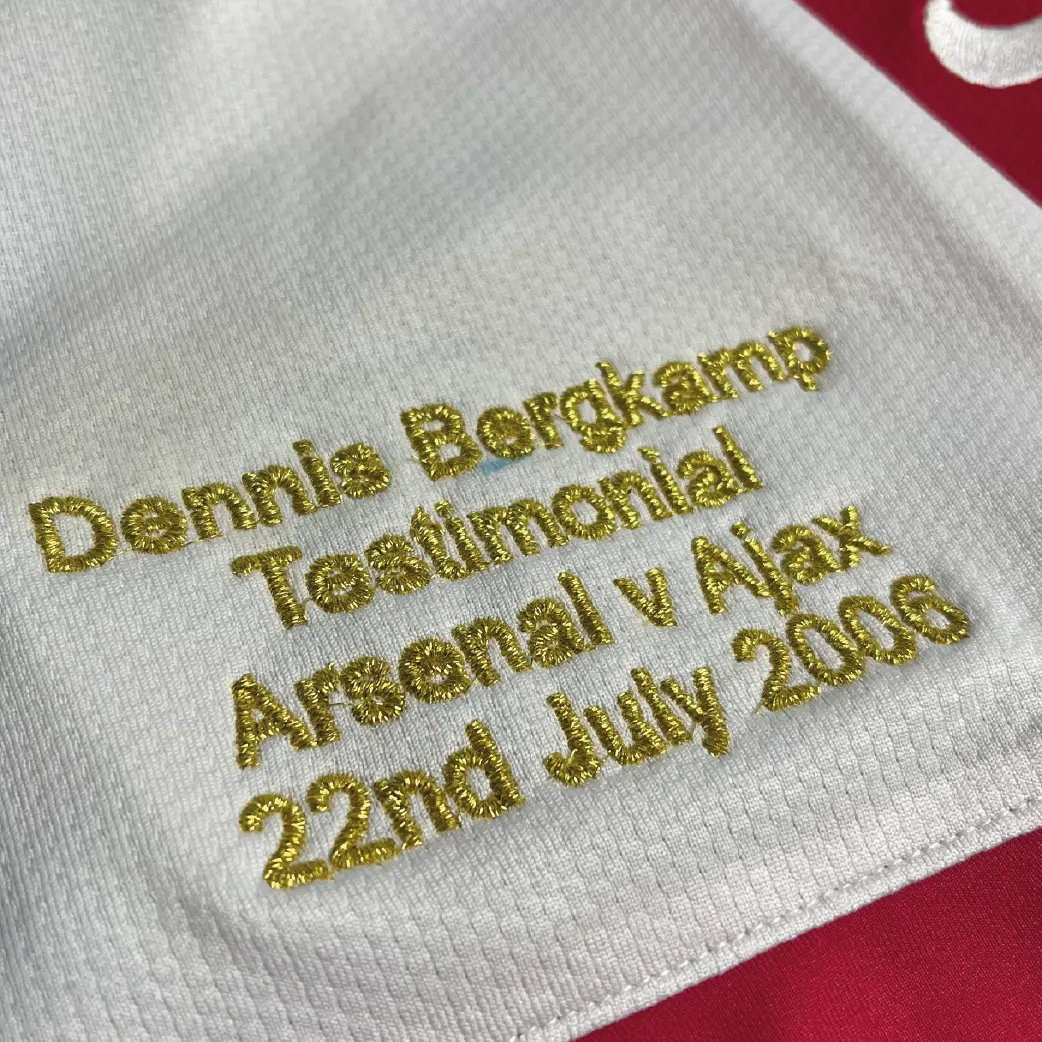 Dennis Bergkamp
Testimonial
Arsenal v Ajax
22nd July 2006